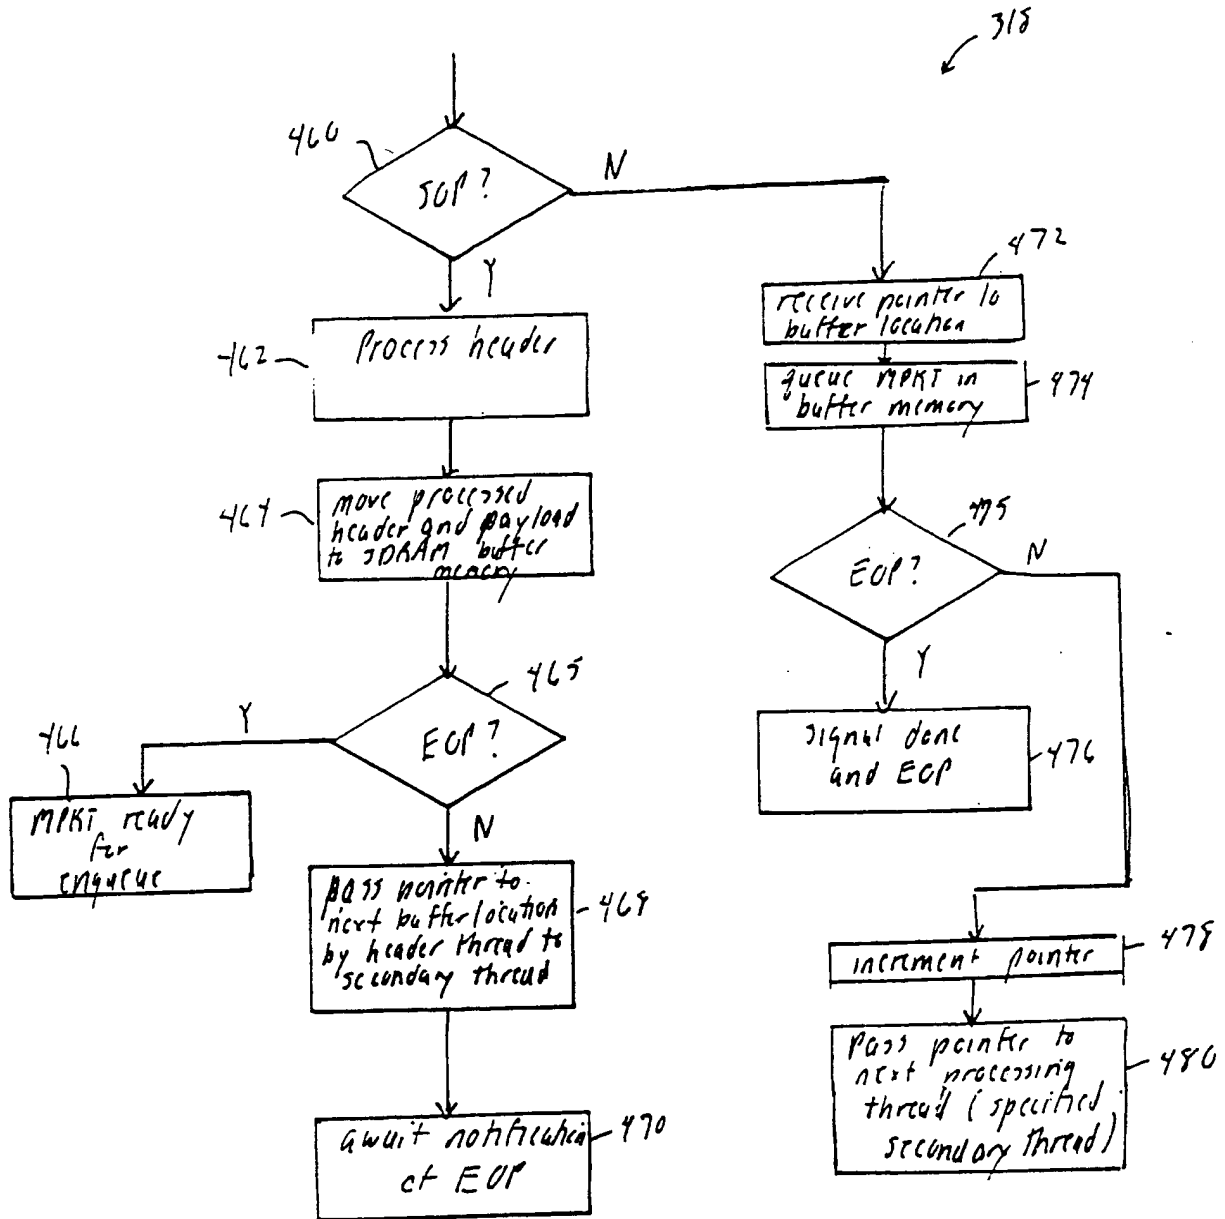 318
460
SOP?
N
Y
472
receive pointer to
buffer location
462
Process header
queue MPKT in
buffer memory
474
464
move processed
header and payload
to SDRAM buffer
memory
475
EOP?
N
Y
465
EOP?
Y
466
MPKT ready
for
enqueue
N
signal done
and EOP
476
pass pointer to
next buffer location
by header thread to
secondary thread
468
increment pointer
478
Pass pointer to
next processing
thread (specified
secondary thread)
480
await notification
of EOP
470